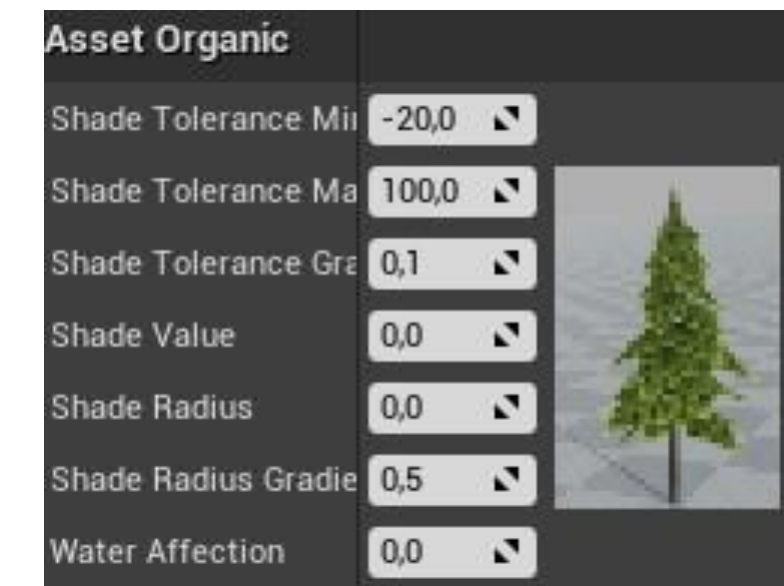 Asset Organic
Shade Tolerance Mi -20,0
Shade Tolerance Ma 100,0
Shade Tolerance Gra 0,1
Shade Value 0,0
Shade Radius 0,0
Shade Radius Gradie 0,5
Water Affection 0,0